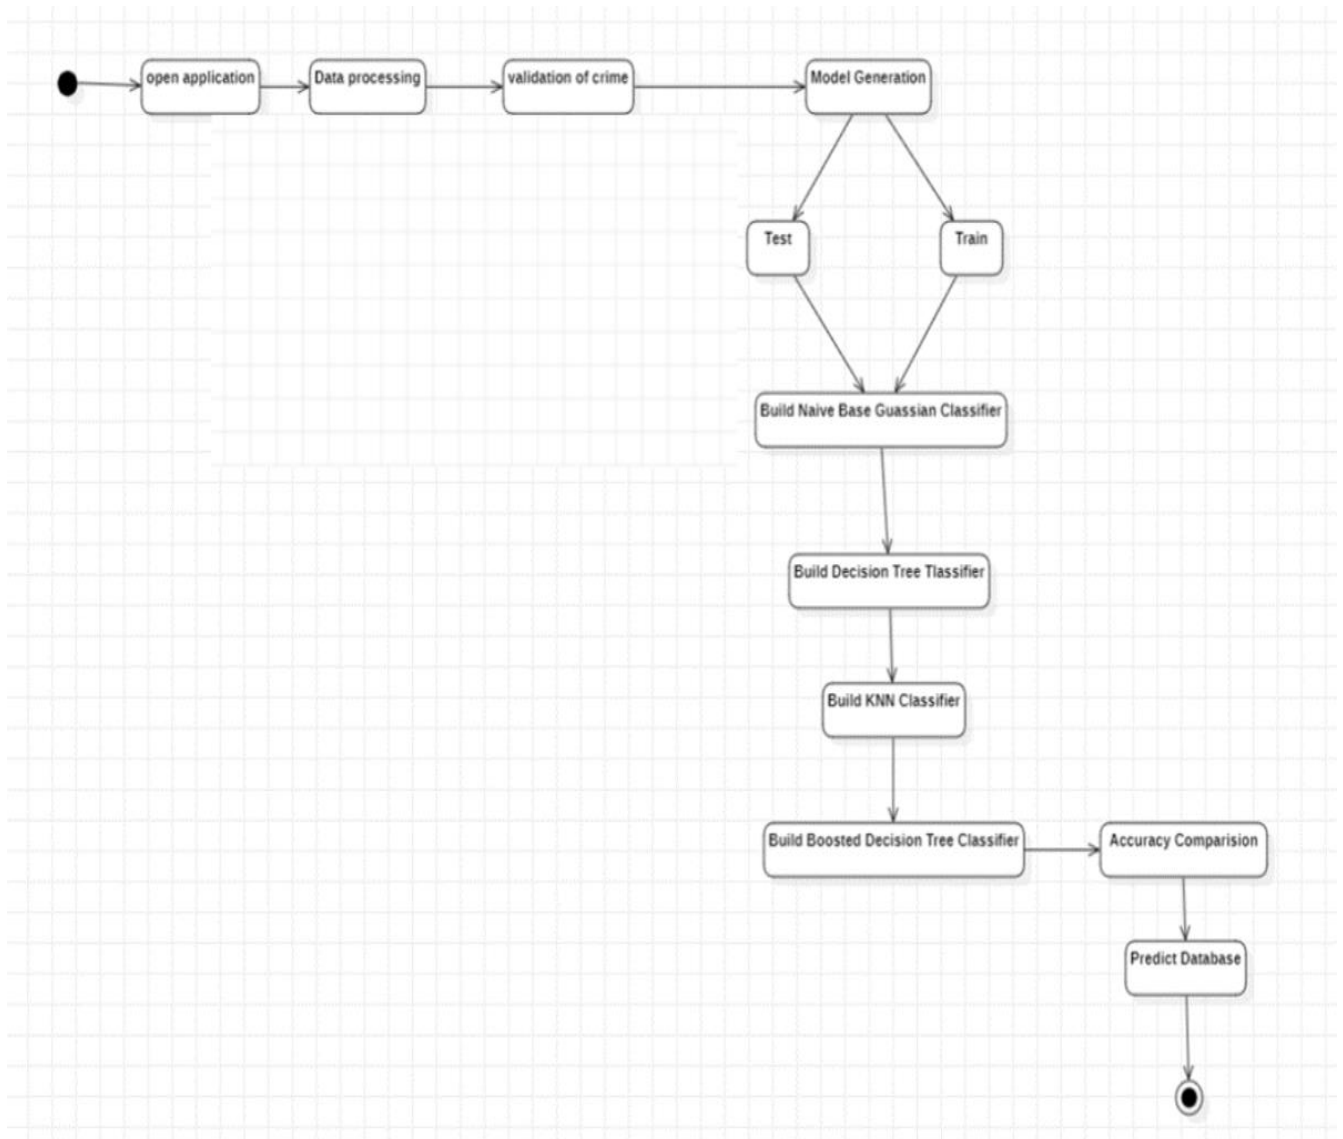 open application
Data processing
validation of crime
Model Generation
Test
Train
Build Naive Base Guassian Classifier
Build Decision Tree Tlassifier
Build KNN Classifier
Build Boosted Decision Tree Classifier
Accuracy Comparision
Predict Database